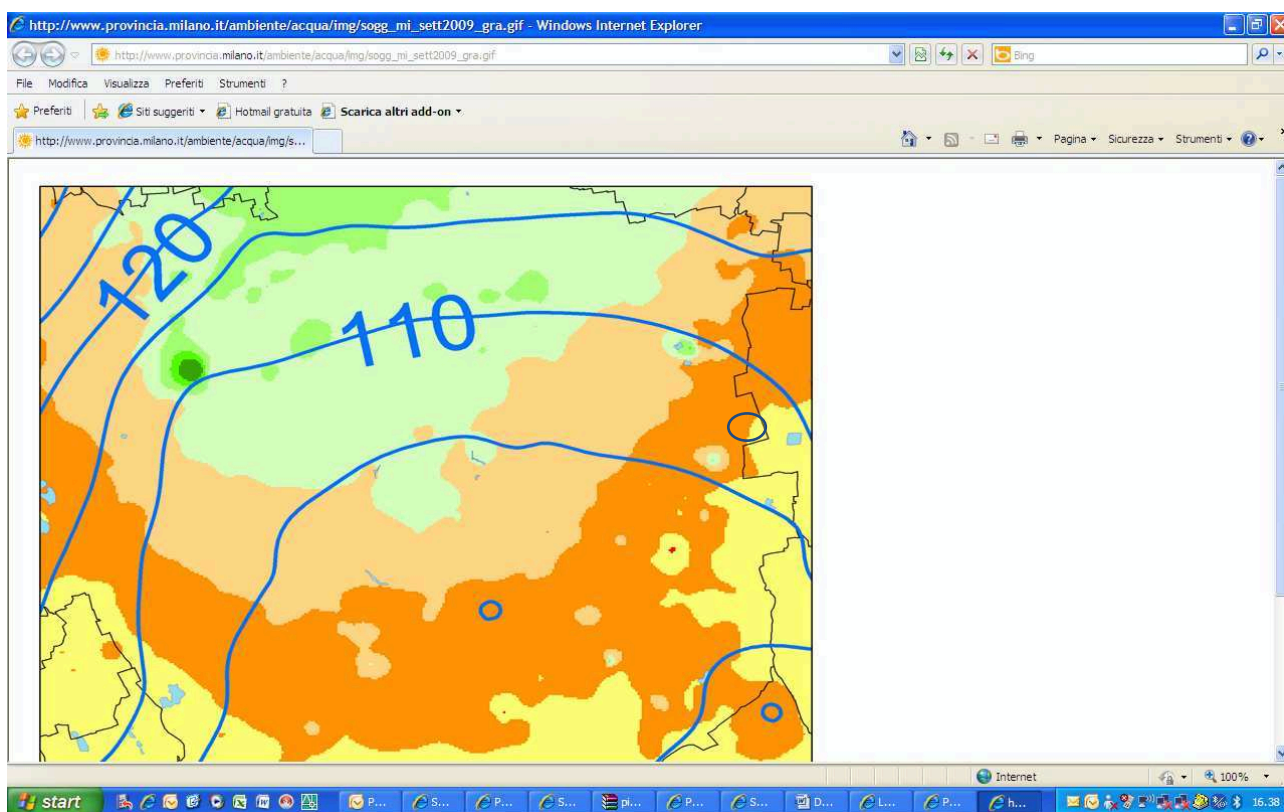 http://www.provincia.milano.it/ambiente/acqua/img/sogg_mi_sett2009_gra.gif - Windows Internet Explorer
http://www.provincia.milano.it/ambiente/acqua/img/sogg_mi_sett2009_gra.gif
Bing
File Modifica Visualizza Preferiti Strumenti ?
Preferiti Siti suggeriti Hotmail gratuita Scarica altri add-on
http://www.provincia.milano.it/ambiente/acqua/img/s...
Pagina Sicurezza Strumenti
120
110
Internet 100%
start P... S... P... S... pi... P... S... D... L... P... h... 16.38